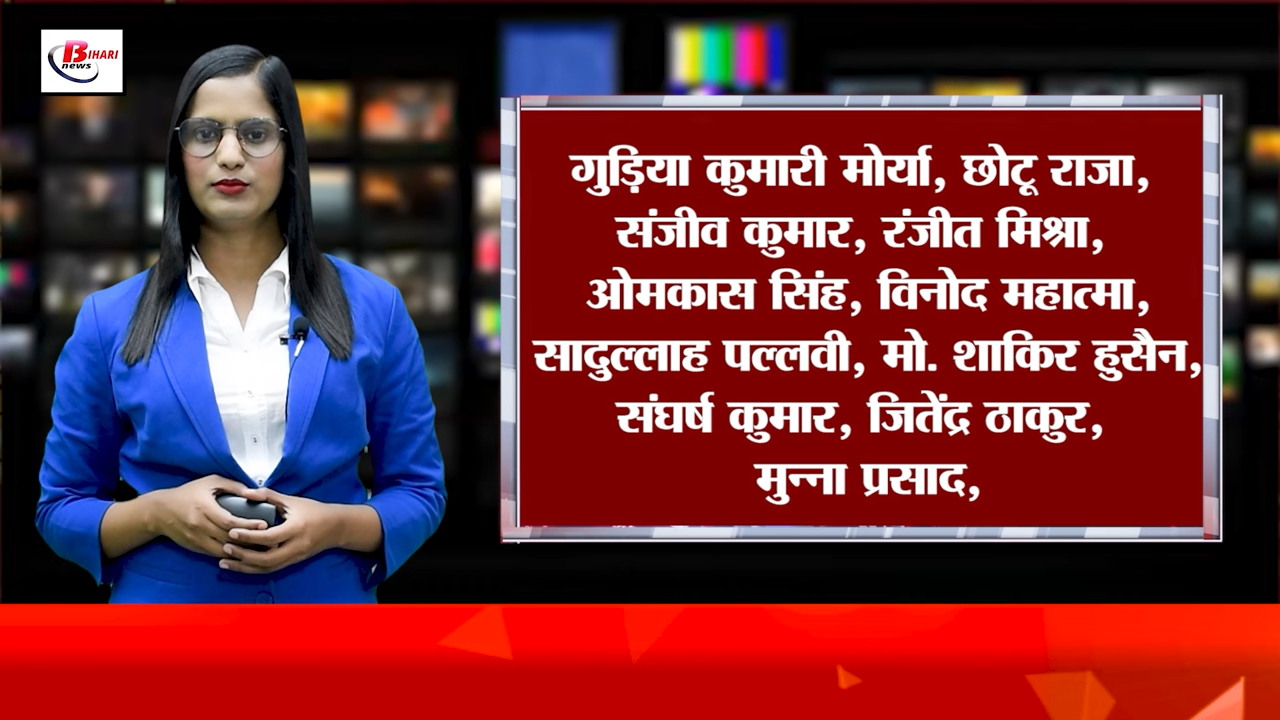 BIHARI
news
गुड़िया कुमारी मोर्या, छोटू राजा,
संजीव कुमार, रंजीत मिश्रा,
ओमकास सिंह, विनोद महात्मा,
सादुल्लाह पल्लवी, मो. शाकिर हुसैन,
संघर्ष कुमार, जितेंद्र ठाकुर,
मुन्ना प्रसाद,